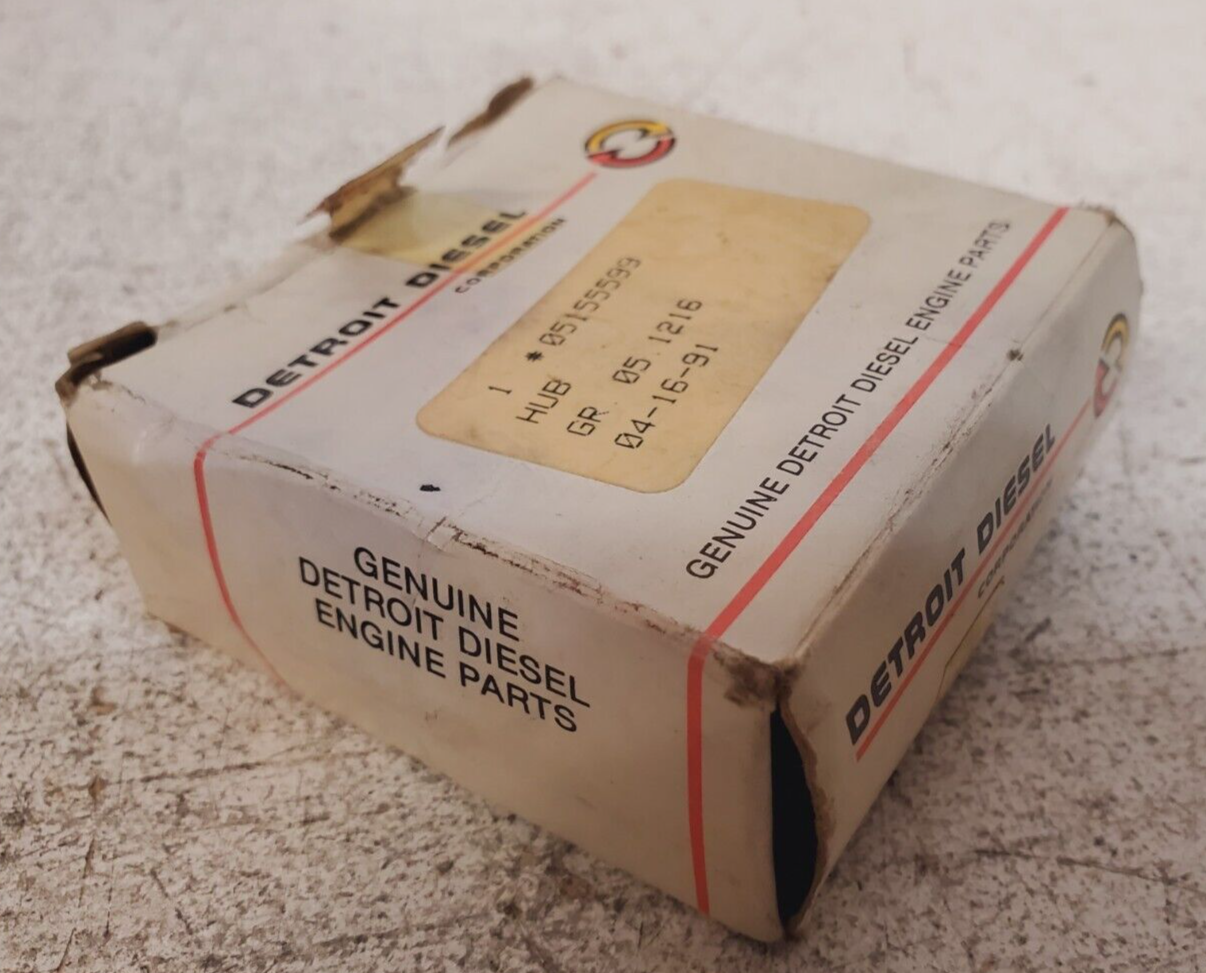 DETROIT DIESEL
CORPORATION
1 *05155599
HUB
GR 05.1216
04-16-91
GENUINE DETROIT DIESEL ENGINE PARTS
GENUINE
DETROIT DIESEL
ENGINE PARTS
DETROIT DIESEL
CORPORATION